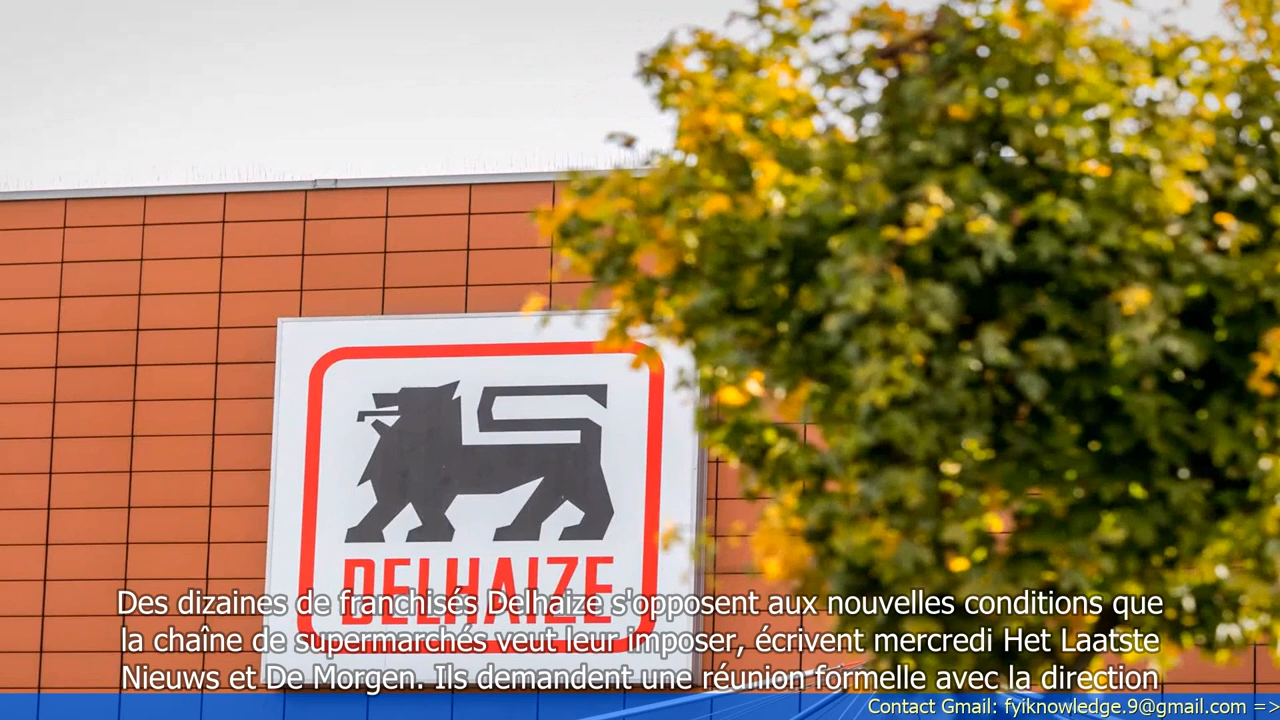 DELHAIZE
Des dizaines de franchisés Delhaize s'opposent aux nouvelles conditions que
la chaîne de supermarchés veut leur imposer, écrivent mercredi Het Laatste
Nieuws et De Morgen. Ils demandent une réunion formelle avec la direction
Contact Gmail: fyiknowledge.9@gmail.com =>